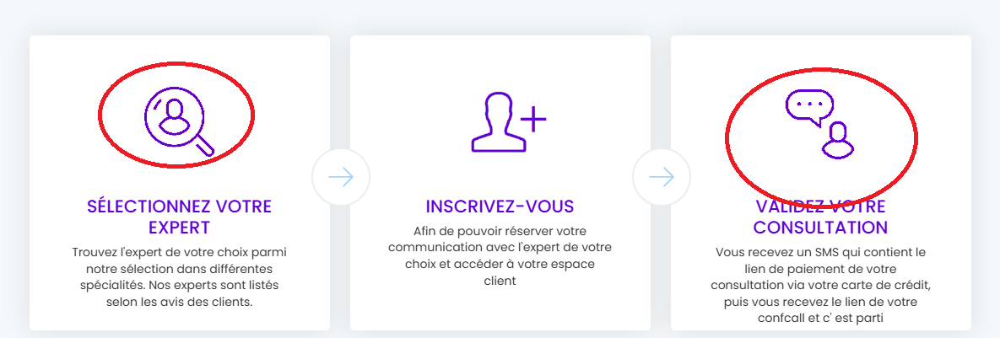 SÉLECTIONNEZ VOTRE
EXPERT
Trouvez l'expert de votre choix parmi
notre sélection dans différentes
spécialités. Nos experts sont listés
selon les avis des clients.
INSCRIVEZ-VOUS
Afin de pouvoir réserver votre
communication avec l'expert de votre
choix et accéder à votre espace
client
VALIDEZ VOTRE
CONSULTATION
Vous recevez un SMS qui contient le
lien de paiement de votre
consultation via votre carte de crédit,
puis vous recevez le lien de votre
confcall et c' est parti